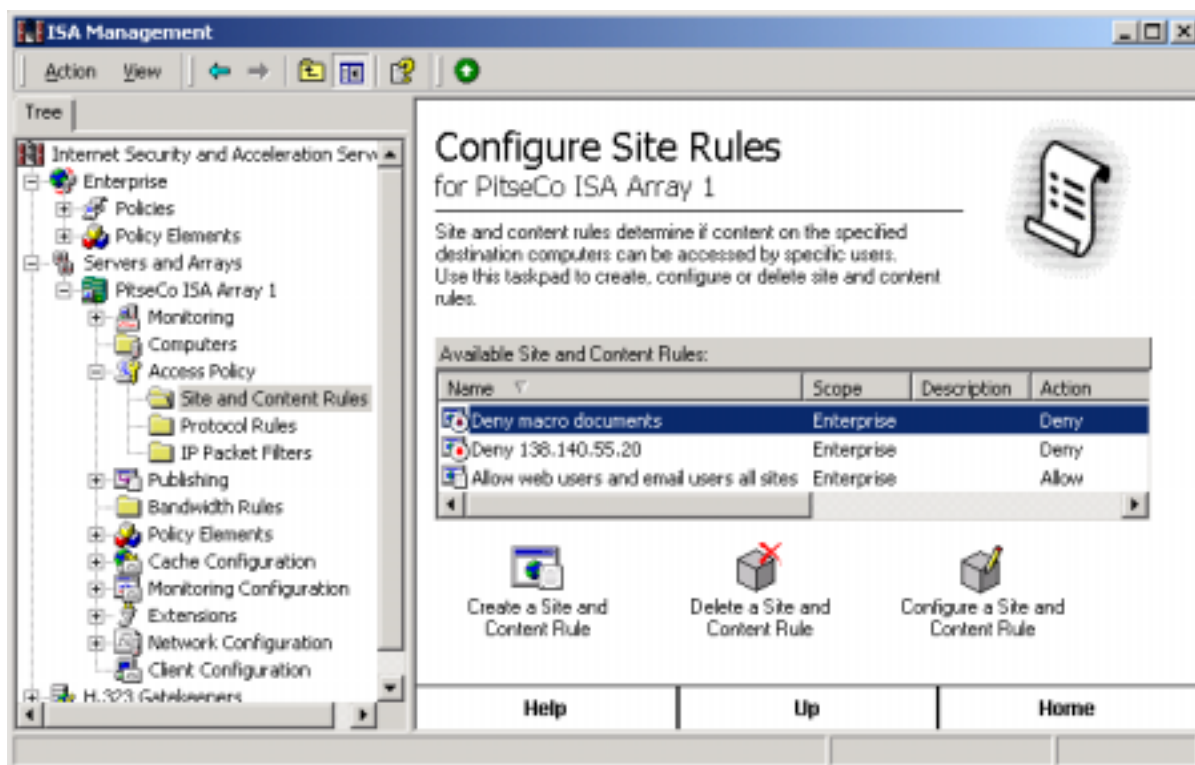 ISA Management
Action View
Tree
Internet Security and Acceleration Serv
Enterprise
Policies
Policy Elements
Servers and Arrays
PitseCo ISA Array 1
Monitoring
Computers
Access Policy
Site and Content Rules
Protocol Rules
IP Packet Filters
Publishing
Bandwidth Rules
Policy Elements
Cache Configuration
Monitoring Configuration
Extensions
Network Configuration
Client Configuration
H.323 Gatekeepers
Configure Site Rules
for PitseCo ISA Array 1
Site and content rules determine if content on the specified
destination computers can be accessed by specific users.
Use this taskpad to create, configure or delete site and content
rules.
Available Site and Content Rules:
Name Scope Description Action
Deny macro documents Enterprise Deny
Deny 138.140.55.20 Enterprise Deny
Allow web users and email users all sites Enterprise Allow
Create a Site and
Content Rule
Delete a Site and
Content Rule
Configure a Site and
Content Rule
Help Up Home